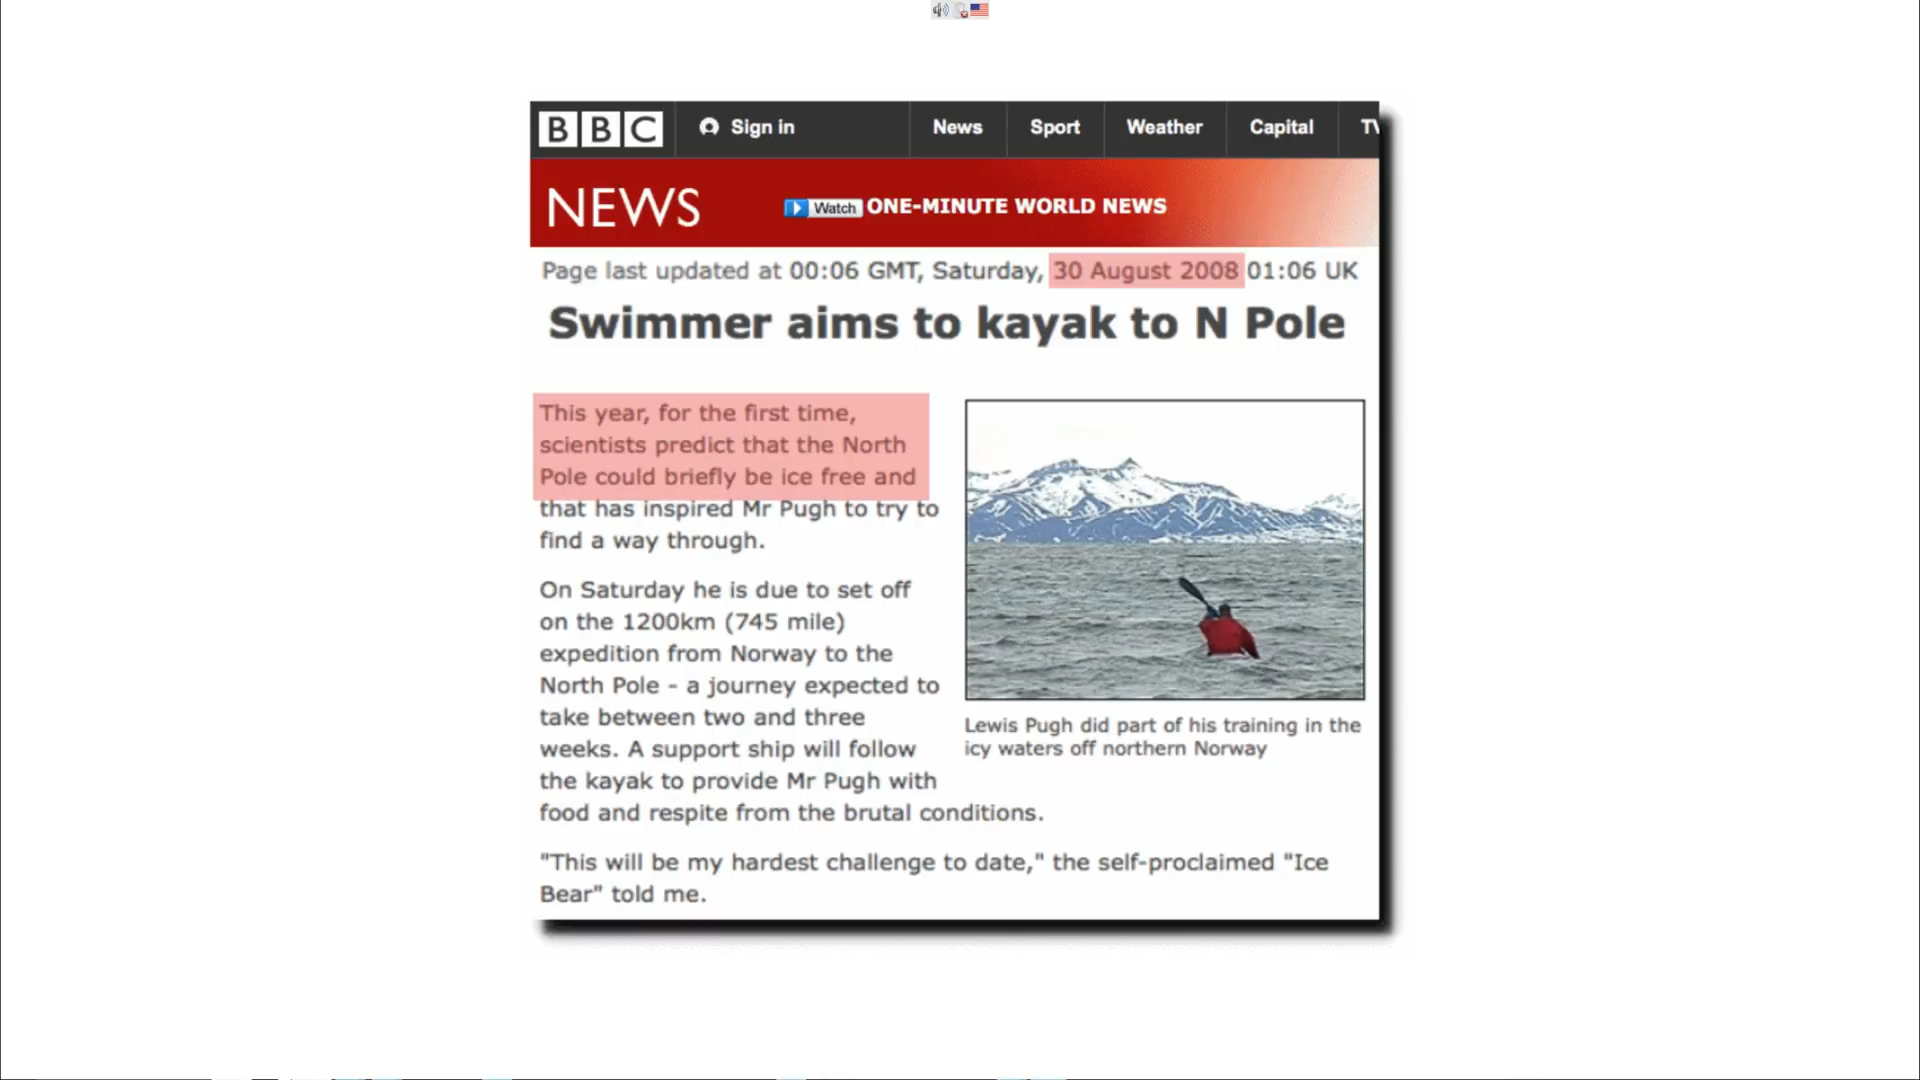 BBC Sign in News Sport Weather Capital TV
NEWS Watch ONE-MINUTE WORLD NEWS
Page last updated at 00:06 GMT, Saturday, 30 August 2008 01:06 UK
Swimmer aims to kayak to N Pole
This year, for the first time,
scientists predict that the North
Pole could briefly be ice free and
that has inspired Mr Pugh to try to
find a way through.
On Saturday he is due to set off
on the 1200km (745 mile)
expedition from Norway to the
North Pole - a journey expected to
take between two and three
weeks. A support ship will follow
the kayak to provide Mr Pugh with
food and respite from the brutal conditions.
"This will be my hardest challenge to date," the self-proclaimed "Ice
Bear" told me.
Lewis Pugh did part of his training in the
icy waters off northern Norway